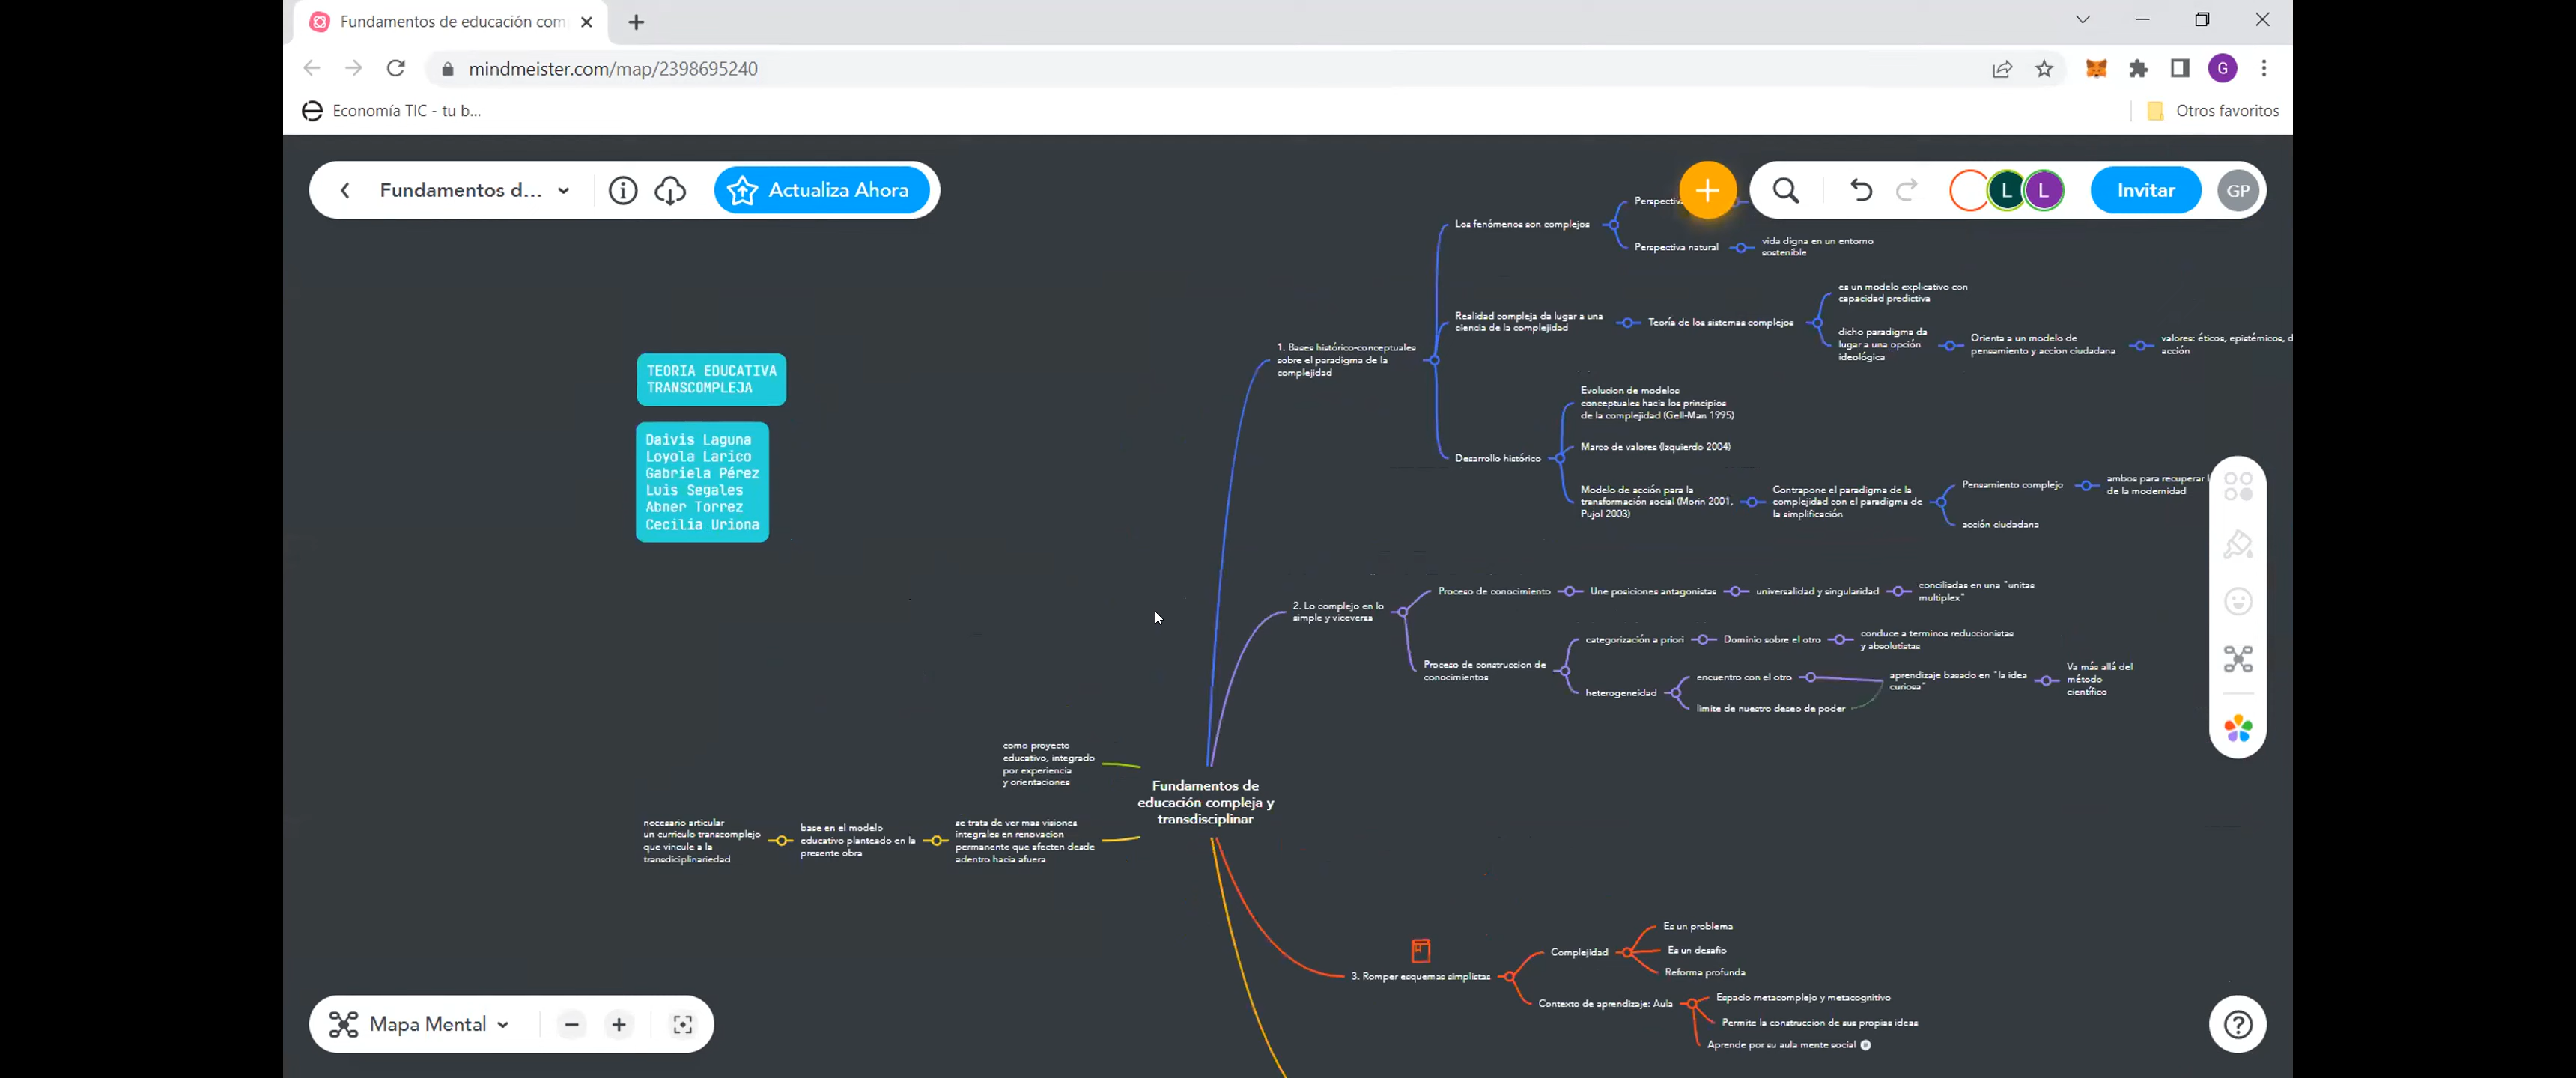 Fundamentos de educación com
mindmeister.com/map/2398695240
G
Economía TIC - tu b...
Otros favoritos
Fundamentos d...
Actualiza Ahora
L
L
Invitar
GP
TEORIA EDUCATIVA
TRANSCOMPLEJA
Daivis Laguna
Loyola Larico
Gabriela Pérez
Luis Segales
Abner Torrez
Cecilia Uriona
1. Bases histórico-conceptuales
sobre el paradigma de la
complejidad
Los fenómenos son complejos
Perspectiva natural
vida digna en un entorno
sostenible
Realidad compleja da lugar a una
ciencia de la complejidad
Teoría de los sistemas complejos
es un modelo explicativo con
capacidad predictiva
dicho paradigma da
lugar a una opción
ideológica
Orienta a un modelo de
pensamiento y accion ciudadana
valores: éticos, epistémicos, d
acción
Desarrollo histórico
Evolucion de modelos
conceptuales hacia los principios
de la complejidad (Gell-Man 1995)
Marco de valores (Izquierdo 2004)
Modelo de acción para la
transformación social (Morin 2001,
Pujol 2003)
Contrapone el paradigma de la
complejidad con el paradigma de
la simplificación
Pensamiento complejo
ambos para recuperar
de la modernidad
acción ciudadana
2. Lo complejo en lo
simple y viceversa
Proceso de conocimiento
Une posiciones antagonistas
universalidad y singularidad
conciliadas en una "unitas
multiplex"
Proceso de construccion de
conocimientos
categorización a priori
Dominio sobre el otro
conduce a terminos reduccionistas
y absolutistas
heterogeneidad
encuentro con el otro
limite de nuestro deseo de poder
aprendizaje basado en "la idea
curiosa"
Va más allá del
método
científico
como proyecto
educativo, integrado
por experiencia
y orientaciones
Fundamentos de
educación compleja y
transdisciplinar
necesario articular
un curriculo transcomplejo
que vincule a la
transdiciplinariedad
base en el modelo
educativo planteado en la
presente obra
se trata de ver mas visiones
integrales en renovacion
permanente que afecten desde
adentro hacia afuera
3. Romper esquemas simplistas
Complejidad
Es un problema
Es un desafio
Reforma profunda
Contexto de aprendizaje: Aula
Espacio metacomplejo y metacognitivo
Permite la construccion de sus propias ideas
Aprende por su aula mente social
Mapa Mental